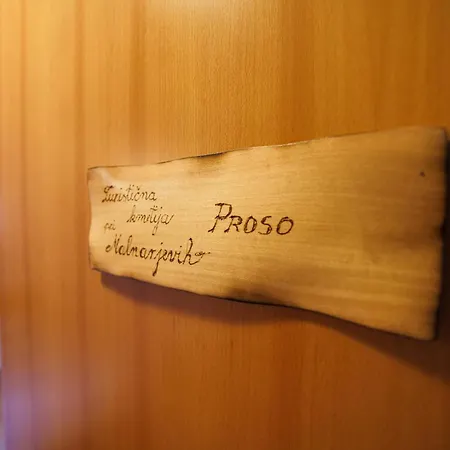 Turistična
kmetija
pri
Malnarjevih
PROSO